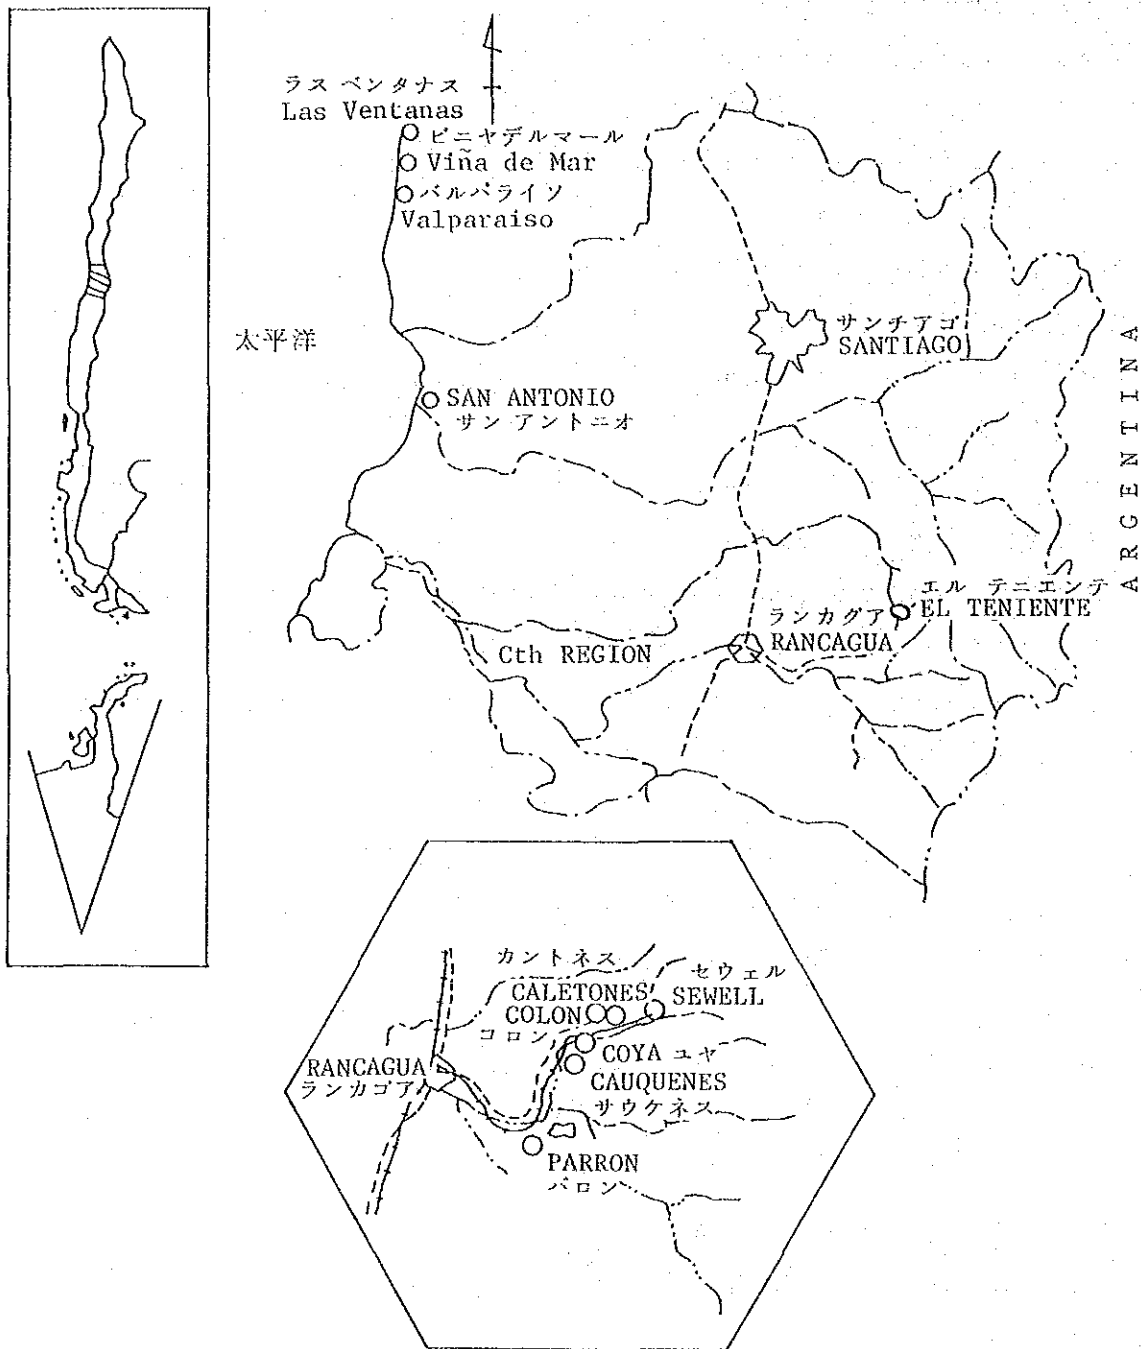 ラス ベンタナス
Las Ventanas
ビニヤデルマール
Viña de Mar
バルパライソ
Valparaiso
太平洋
サンチアゴ
SANTIAGO
SAN ANTONIO
サン アントニオ
ARGENTINA
エル テニエンテ
EL TENIENTE
ランカグア
RANCAGUA
Cth REGION
カントネス
CALETONES
セウェル
SEWELL
COLON
コロン
RANCAGUA
ランカゴア
COYA ユヤ
CAUQUENES
サウケネス
PARRON
パロン